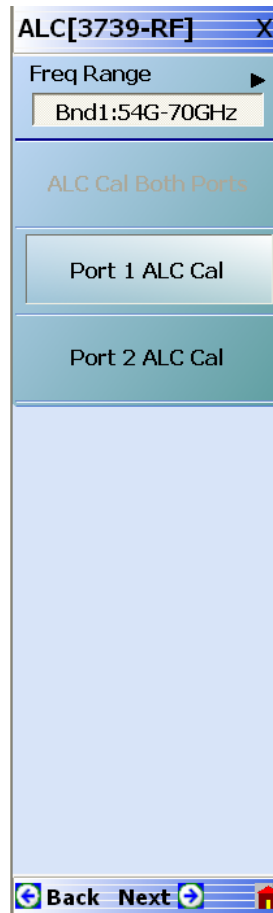 ALC[3739-RF] X
Freq Range
Bnd1:54G-70GHz
ALC Cal Both Ports
Port 1 ALC Cal
Port 2 ALC Cal
Back Next